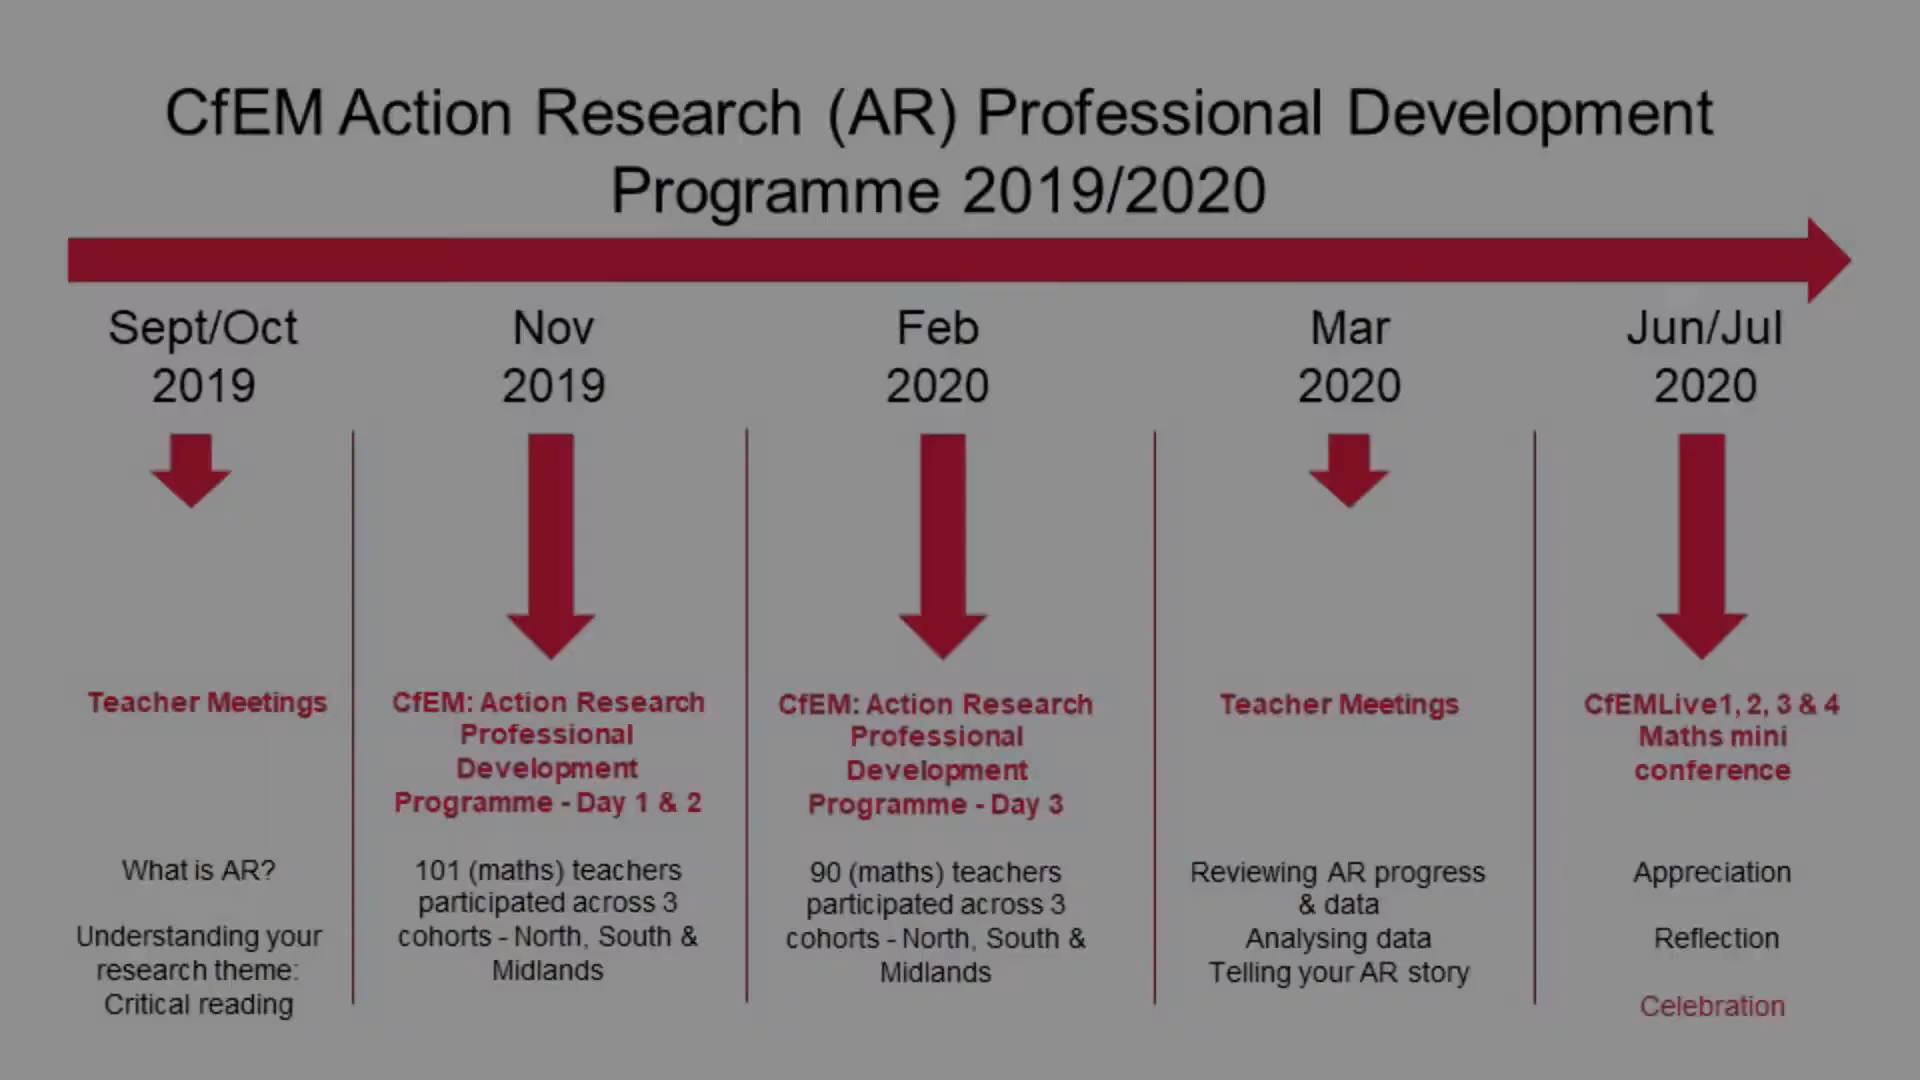 CfEM Action Research (AR) Professional Development
Programme 2019/2020
Sept/Oct
2019
Nov
2019
Feb
2020
Mar
2020
Jun/Jul
2020
Teacher Meetings
What is AR?
Understanding your
research theme:
Critical reading
CfEM: Action Research
Professional
Development
Programme - Day 1 & 2
101 (maths) teachers
participated across 3
cohorts - North, South &
Midlands
CfEM: Action Research
Professional
Development
Programme - Day 3
90 (maths) teachers
participated across 3
cohorts - North, South &
Midlands
Teacher Meetings
Reviewing AR progress
& data
Analysing data
Telling your AR story
CfEMLive1, 2, 3 & 4
Maths mini
conference
Appreciation
Reflection
Celebration